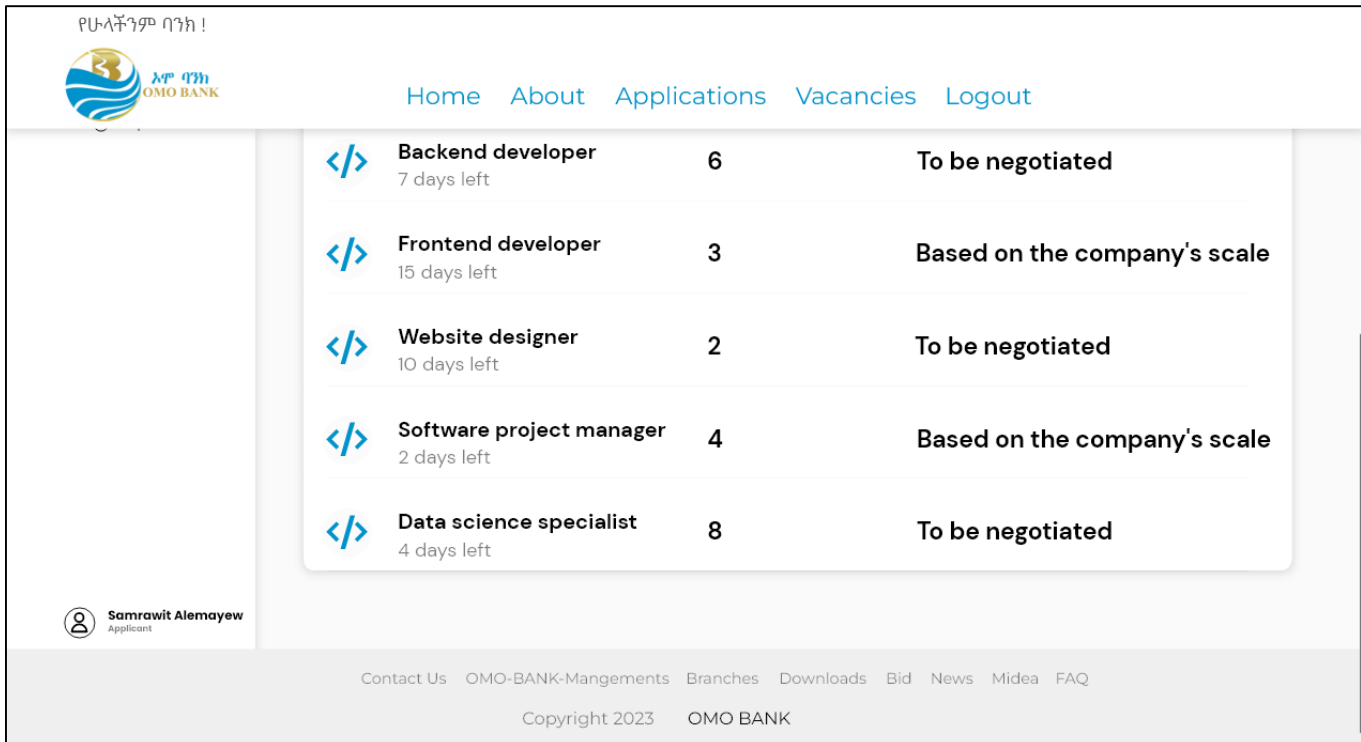 የሁላችንም ባንክ !
ኦሞ ባንክ
OMO BANK
Home About Applications Vacancies Logout
Backend developer 6 To be negotiated
7 days left
Frontend developer 3 Based on the company's scale
15 days left
Website designer 2 To be negotiated
10 days left
Software project manager 4 Based on the company's scale
2 days left
Data science specialist 8 To be negotiated
4 days left
Samrawit Alemayew
Applicant
Contact Us OMO-BANK-Mangements Branches Downloads Bid News Midea FAQ
Copyright 2023 OMO BANK